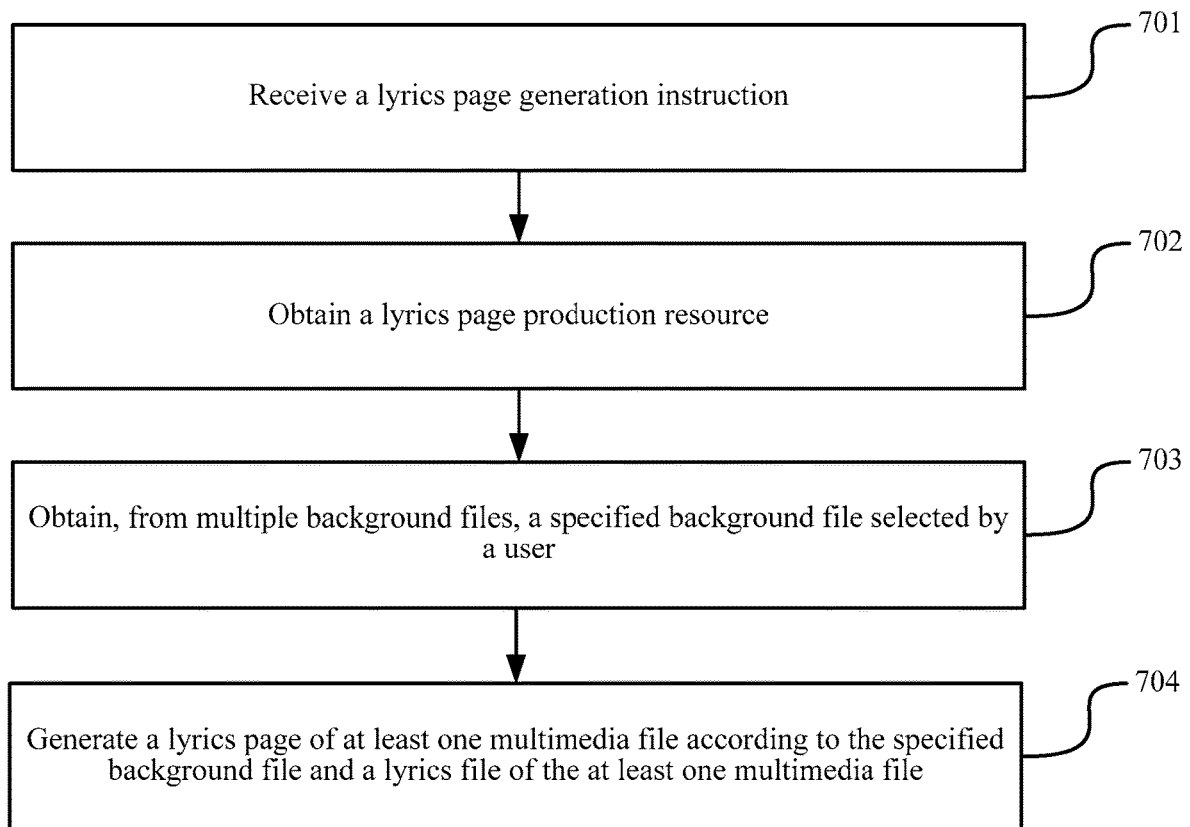 701
Receive a lyrics page generation instruction
702
Obtain a lyrics page production resource
703
Obtain, from multiple background files, a specified background file selected by
a user
704
Generate a lyrics page of at least one multimedia file according to the specified
background file and a lyrics file of the at least one multimedia file